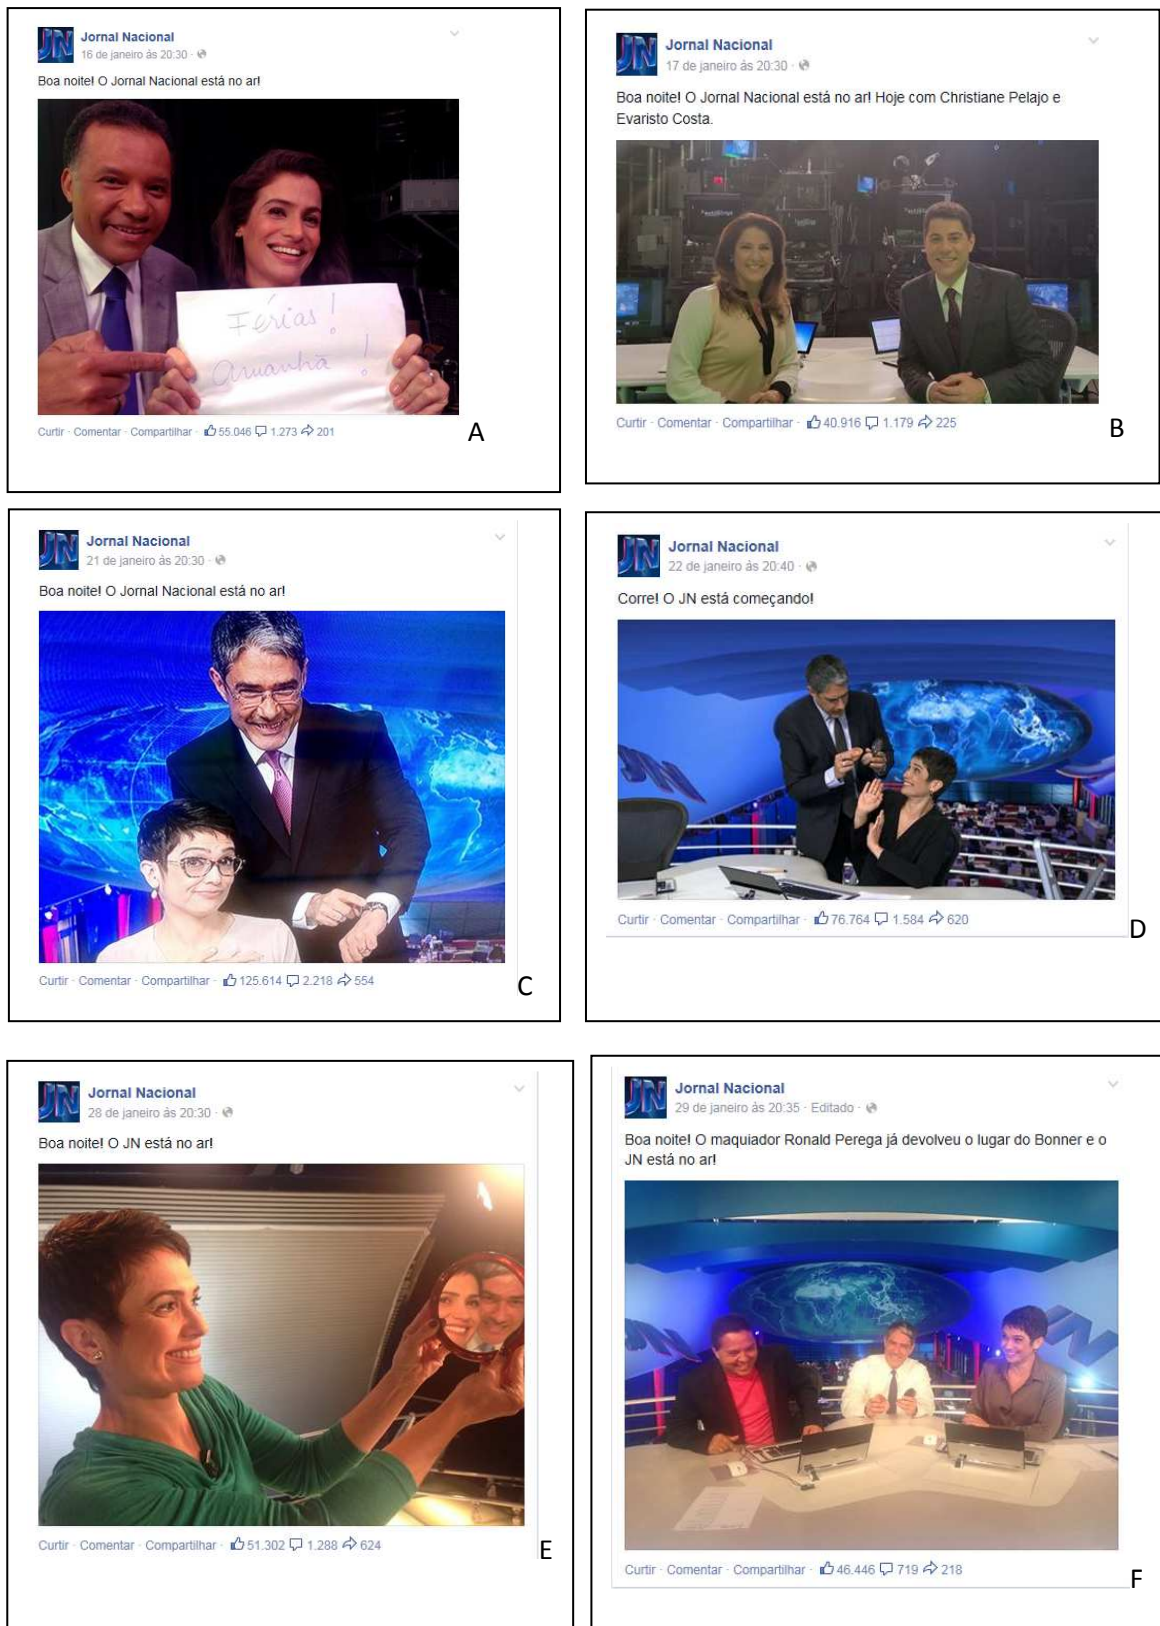 JN Jornal Nacional
16 de janeiro às 20:30
Boa noite! O Jornal Nacional está no ar!
Férias!
Amanhã!
Curtir · Comentar · Compartilhar · 55.046 1.273 201
A
JN Jornal Nacional
17 de janeiro às 20:30
Boa noite! O Jornal Nacional está no ar! Hoje com Christiane Pelajo e
Evaristo Costa.
Curtir · Comentar · Compartilhar · 40.916 1.179 225
B
JN Jornal Nacional
21 de janeiro às 20:30
Boa noite! O Jornal Nacional está no ar!
Curtir · Comentar · Compartilhar · 125.614 2.218 554
C
JN Jornal Nacional
22 de janeiro às 20:40
Corre! O JN está começando!
Curtir · Comentar · Compartilhar · 76.764 1.584 620
D
JN Jornal Nacional
28 de janeiro às 20:30
Boa noite! O JN está no ar!
Curtir · Comentar · Compartilhar · 51.302 1.288 624
E
JN Jornal Nacional
29 de janeiro às 20:35 · Editado
Boa noite! O maquiador Ronald Perega já devolveu o lugar do Bonner e o
JN está no ar!
Curtir · Comentar · Compartilhar · 46.446 719 218
F